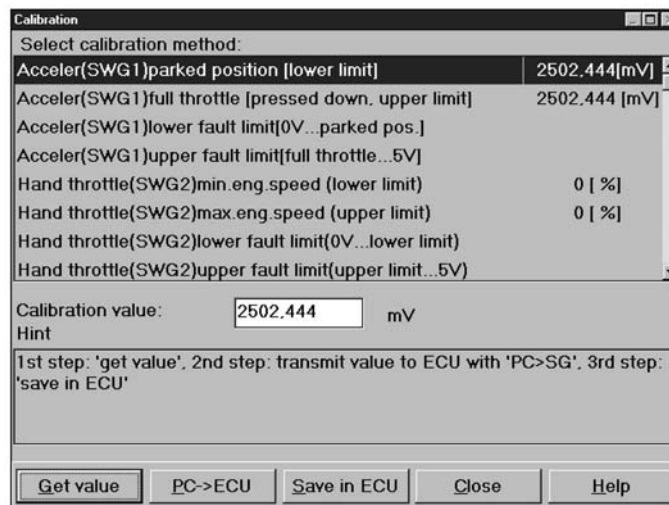 Calibration
Select calibration method:
Acceler(SWG1)parked position [lower limit] 2502,444[mV]
Acceler(SWG1)full throttle [pressed down, upper limit] 2502,444 [mV]
Acceler(SWG1)lower fault limit[0V...parked pos.]
Acceler(SWG1)upper fault limit[full throttle...5V]
Hand throttle(SWG2)min.eng.speed (lower limit) 0 [ %]
Hand throttle(SWG2)max.eng.speed (upper limit) 0 [ %]
Hand throttle(SWG2)lower fault limit(0V...lower limit)
Hand throttle(SWG2)upper fault limit(upper limit...5V)
Calibration value: 2502,444 mV
Hint
1st step: 'get value', 2nd step: transmit value to ECU with 'PC>SG', 3rd step:
'save in ECU'
Get value PC->ECU Save in ECU Close Help